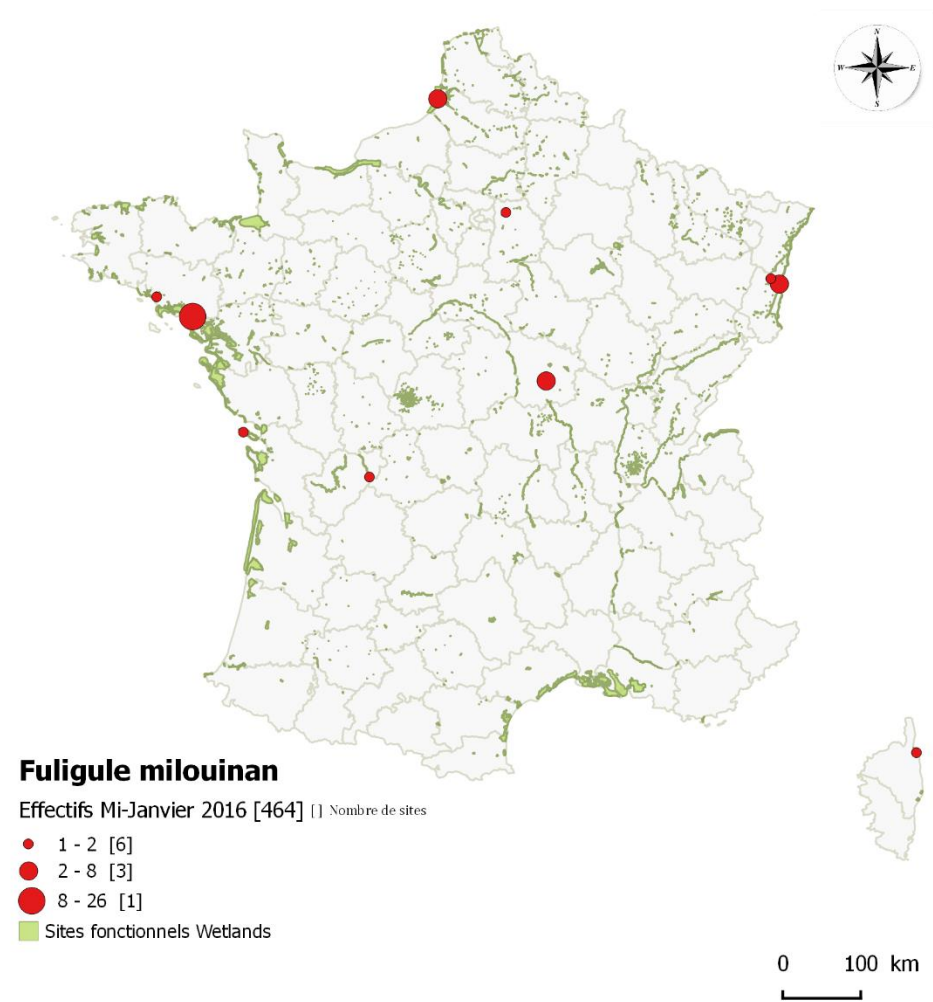 N
W E
S
Fuligule milouinan
Effectifs Mi-Janvier 2016 [464] [] Nombre de sites
1 - 2 [6]
2 - 8 [3]
8 - 26 [1]
Sites fonctionnels Wetlands
0 100 km